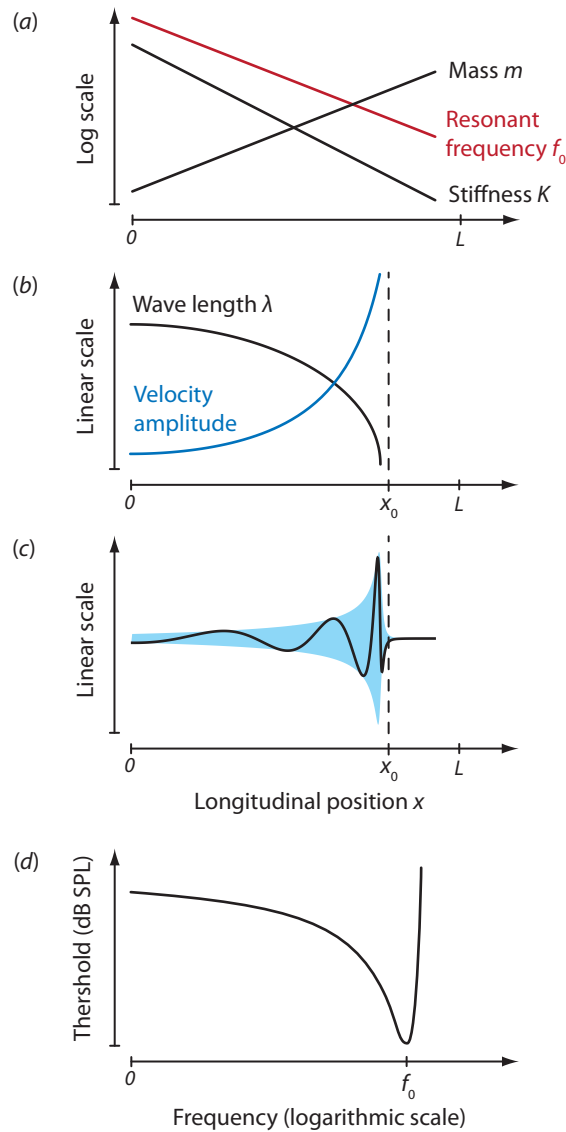 (a)
Log scale
Mass m
Resonant
frequency f0
Stiffness K
0
L
(b)
Linear scale
Wave length λ
Velocity
amplitude
0
x0
L
(c)
Linear scale
0
x0
L
Longitudinal position x
(d)
Thershold (dB SPL)
0
f0
Frequency (logarithmic scale)